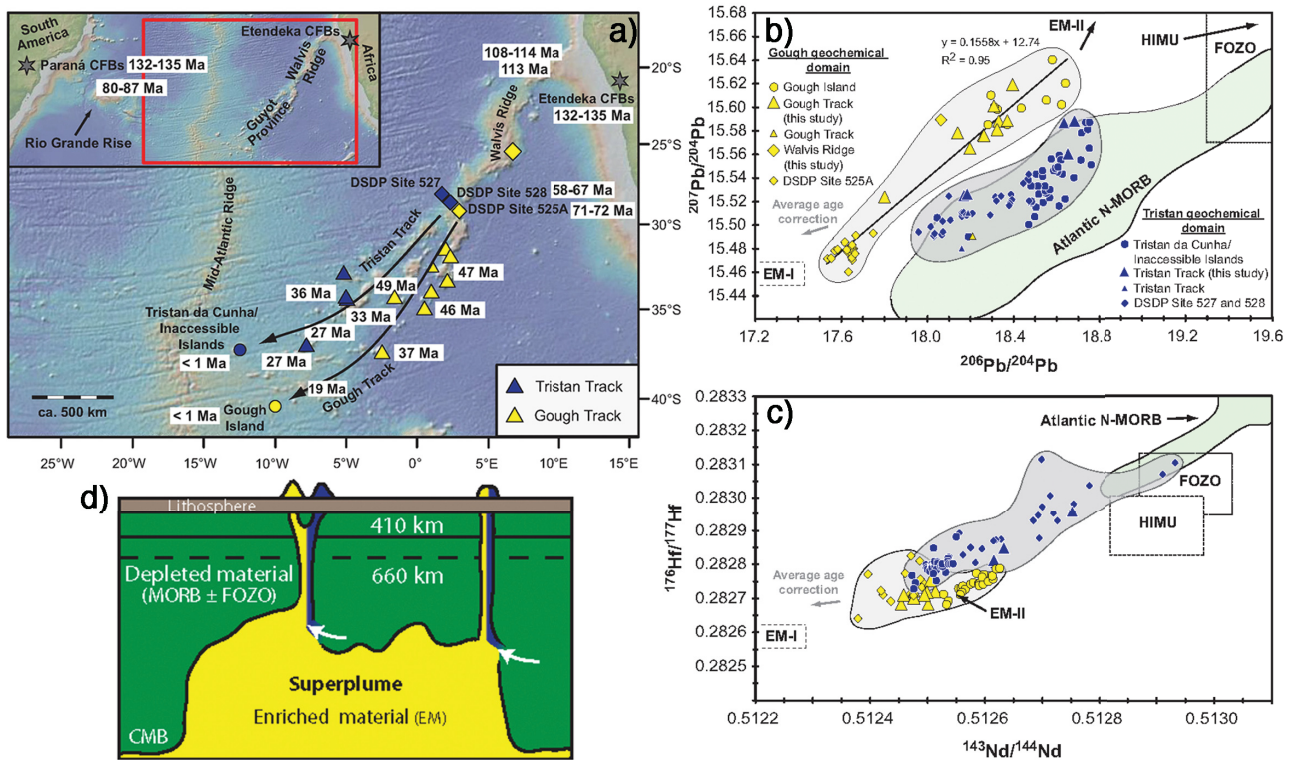 a)
South
America
Paraná CFBs
132-135 Ma
80-87 Ma
Rio Grande Rise
Etendeka CFBs
Africa
Walvis
Ridge
Guyot
Province
108-114 Ma
113 Ma
Etendeka CFBs
132-135 Ma
Walvis Ridge
DSDP Site 527
DSDP Site 528
58-67 Ma
DSDP Site 525A
71-72 Ma
Mid-Atlantic Ridge
Tristan Track
47 Ma
49 Ma
36 Ma
46 Ma
33 Ma
Tristan da Cunha/
Inaccessible
Islands
27 Ma
< 1 Ma
27 Ma
37 Ma
19 Ma
Gough Track
< 1 Ma
Gough
Island
ca. 500 km
Tristan Track
Gough Track
20°S
25°S
30°S
35°S
40°S
25°W
20°W
15°W
10°W
5°W
0°E
5°E
10°E
15°E
b)
15.68
15.66
15.64
15.62
15.60
15.58
15.56
15.54
15.52
15.50
15.48
15.46
15.44
207Pb/204Pb
Gough geochemical
domain
Gough Island
Gough Track
(this study)
Gough Track
Walvis Ridge
(this study)
DSDP Site 525A
y = 0.1558x + 12.74
R² = 0.95
EM-II
HIMU
FOZO
Average age
correction
EM-I
Atlantic N-MORB
Tristan geochemical
domain
Tristan da Cunha/
Inaccessible Islands
Tristan Track (this study)
Tristan Track
DSDP Site 527 and 528
17.2
17.6
18.0
18.4
18.8
19.2
19.6
206Pb/204Pb
c)
0.2833
0.2832
0.2831
0.2830
0.2829
0.2828
0.2827
0.2826
0.2825
176Hf/177Hf
Atlantic N-MORB
FOZO
HIMU
Average age
correction
EM-II
EM-I
0.5122
0.5124
0.5126
0.5128
0.5130
143Nd/144Nd
d)
Lithosphere
410 km
660 km
Depleted material
(MORB ± FOZO)
Superplume
Enriched material (EM)
CMB